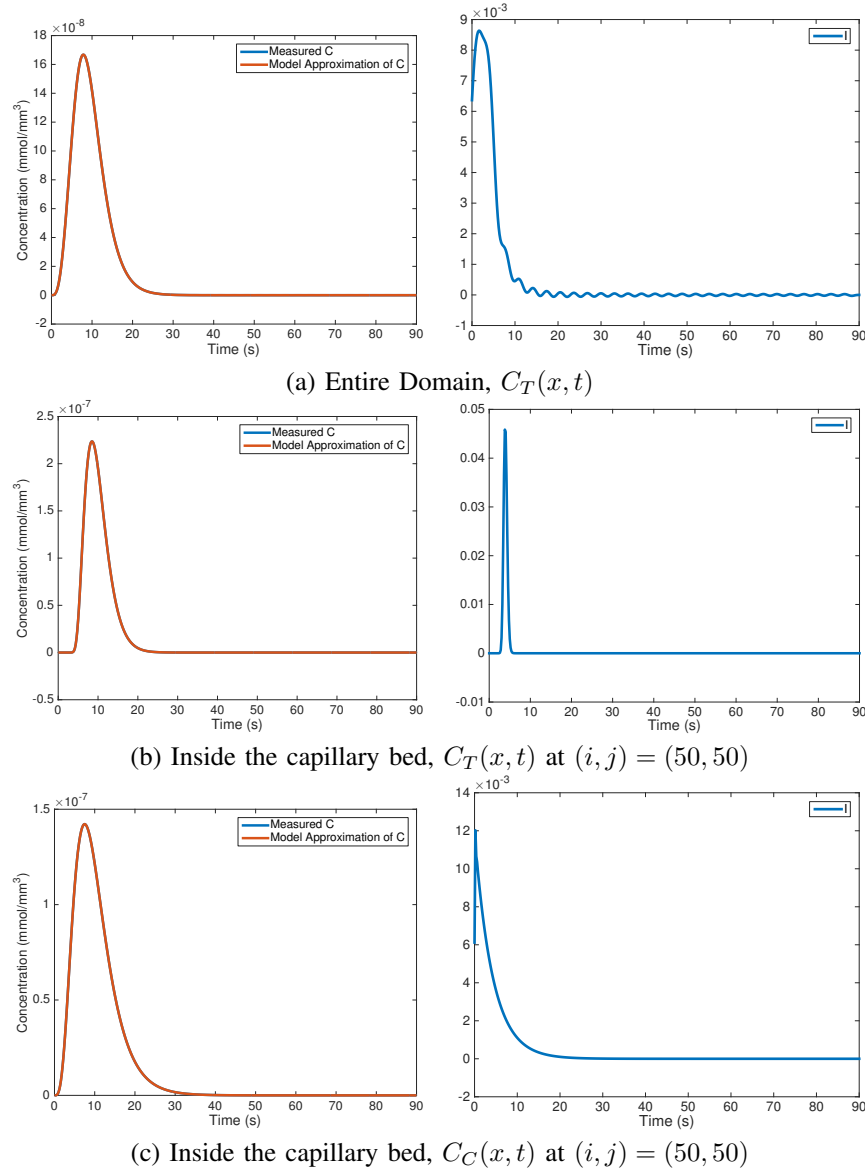 ×10-8
18
16
14
12
10
8
6
4
2
0
-2
Concentration (mmol/mm3)
Measured C
Model Approximation of C
0 10 20 30 40 50 60 70 80 90
Time (s)
×10-3
9
8
7
6
5
4
3
2
1
0
-1
I
0 10 20 30 40 50 60 70 80 90
Time (s)
(a) Entire Domain, C_T(x, t)
×10-7
2.5
2
1.5
1
0.5
0
-0.5
Concentration (mmol/mm3)
Measured C
Model Approximation of C
0 10 20 30 40 50 60 70 80 90
Time (s)
0.05
0.04
0.03
0.02
0.01
0
-0.01
I
0 10 20 30 40 50 60 70 80 90
Time (s)
(b) Inside the capillary bed, C_T(x, t) at (i, j) = (50, 50)
×10-7
1.5
1
0.5
0
Concentration (mmol/mm3)
Measured C
Model Approximation of C
0 10 20 30 40 50 60 70 80 90
Time (s)
×10-3
14
12
10
8
6
4
2
0
-2
I
0 10 20 30 40 50 60 70 80 90
Time (s)
(c) Inside the capillary bed, C_C(x, t) at (i, j) = (50, 50)